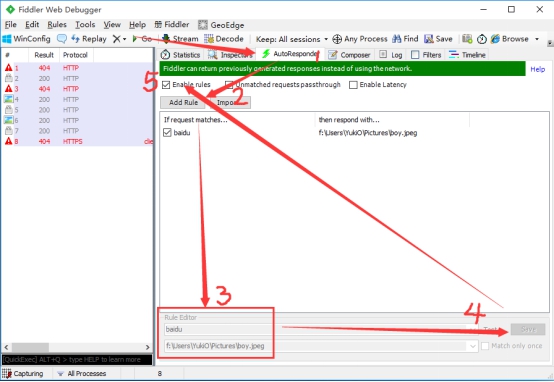 Fiddler Web Debugger
File Edit Rules Tools View Help Fiddler GeoEdge
WinConfig Replay Go Stream Decode Keep: All sessions Any Process Find Save Browse
# Result Protocol
1 404 HTTP
2 200 HTTP
3 404 HTTP
4 200 HTTP
5 200 HTTP
6 200 HTTP
7 200 HTTP
8 404 HTTPS clie
Statistics Inspectors AutoResponder Composer Log Filters Timeline
1
Fiddler can return previously generated responses instead of using the network. Help
5
Enable rules Unmatched requests passthrough Enable Latency
2
Add Rule Import...
If request matches... then respond with...
baidu f:\Users\YukiO\Pictures\boy.jpeg
3
4
Rule Editor
baidu Test... Save
f:\Users\YukiO\Pictures\boy.jpeg Match only once
[QuickExec] ALT+Q > type HELP to learn more
Capturing All Processes 8